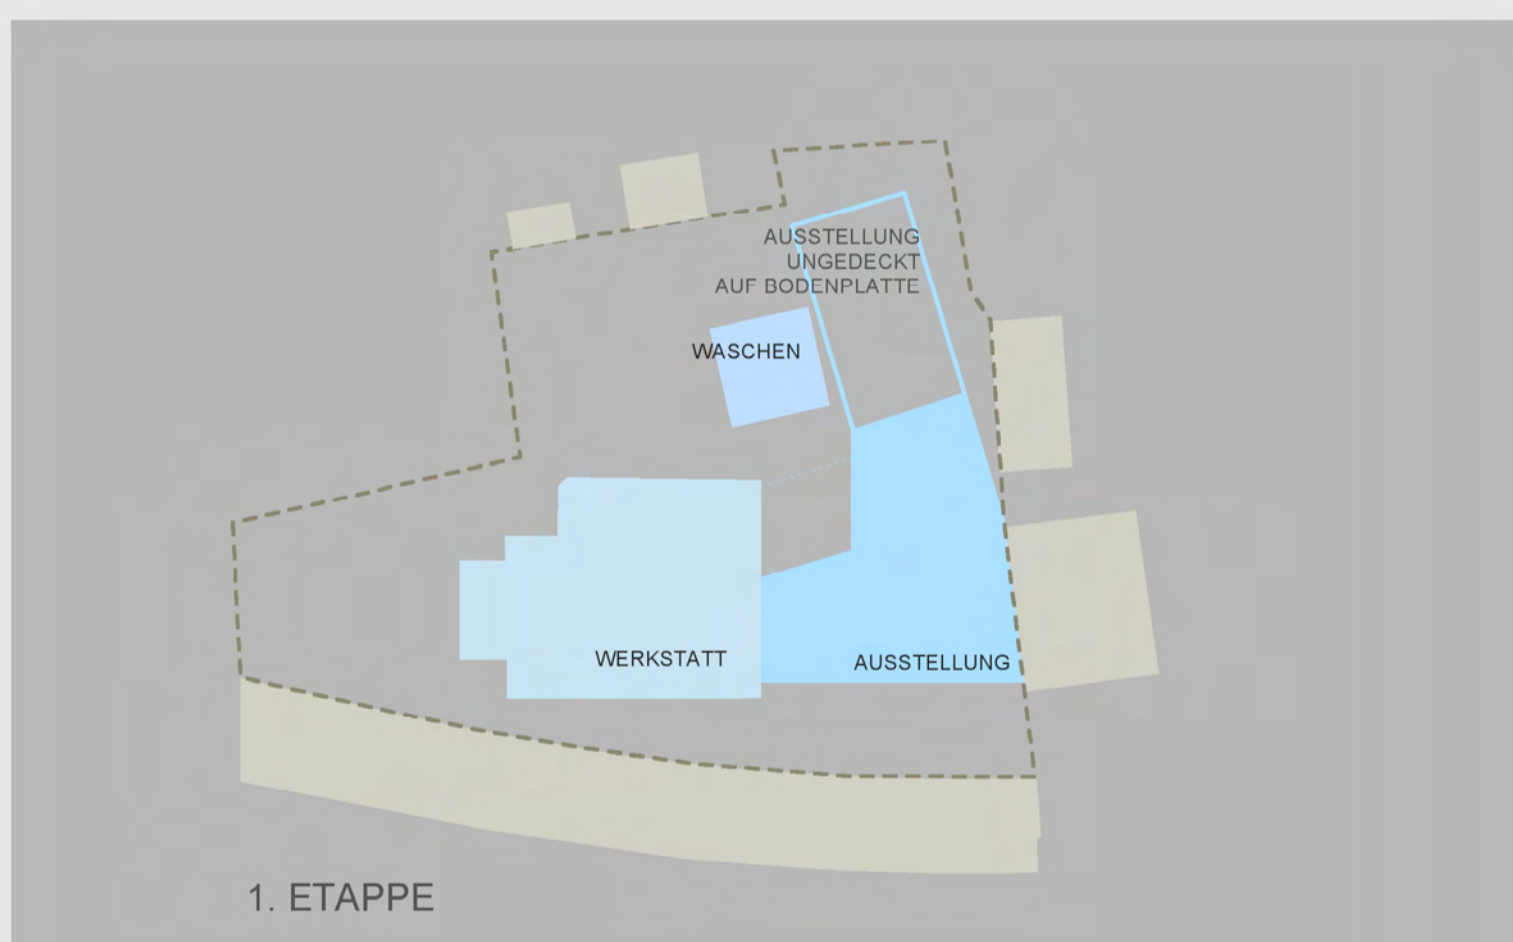 AUSSTELLUNG
UNGEDECKT
AUF BODENPLATTE
WASCHEN
WERKSTATT
AUSSTELLUNG
1. ETAPPE